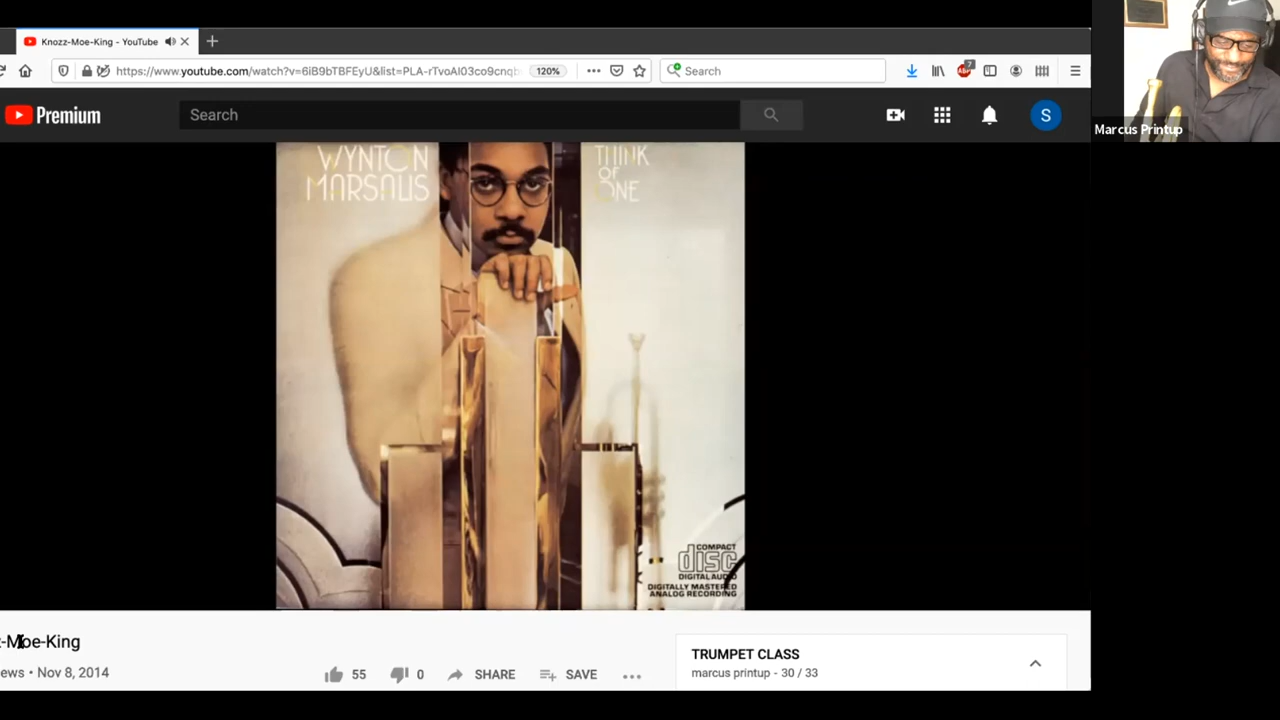 Knozz-Moe-King - YouTube
https://www.youtube.com/watch?v=6iB9bTBFEyU&list=PLA-rTvoAI03co9cnq
120%
Search
7
Marcus Printup
Premium
Search
S
WYNTON
MARSALIS
THINK
OF
ONE
COMPACT
disc
DIGITAL AUDIO
DIGITALLY MASTERED
ANALOG RECORDING
-Moe-King
ews • Nov 8, 2014
55
0
SHARE
SAVE
TRUMPET CLASS
marcus printup - 30 / 33